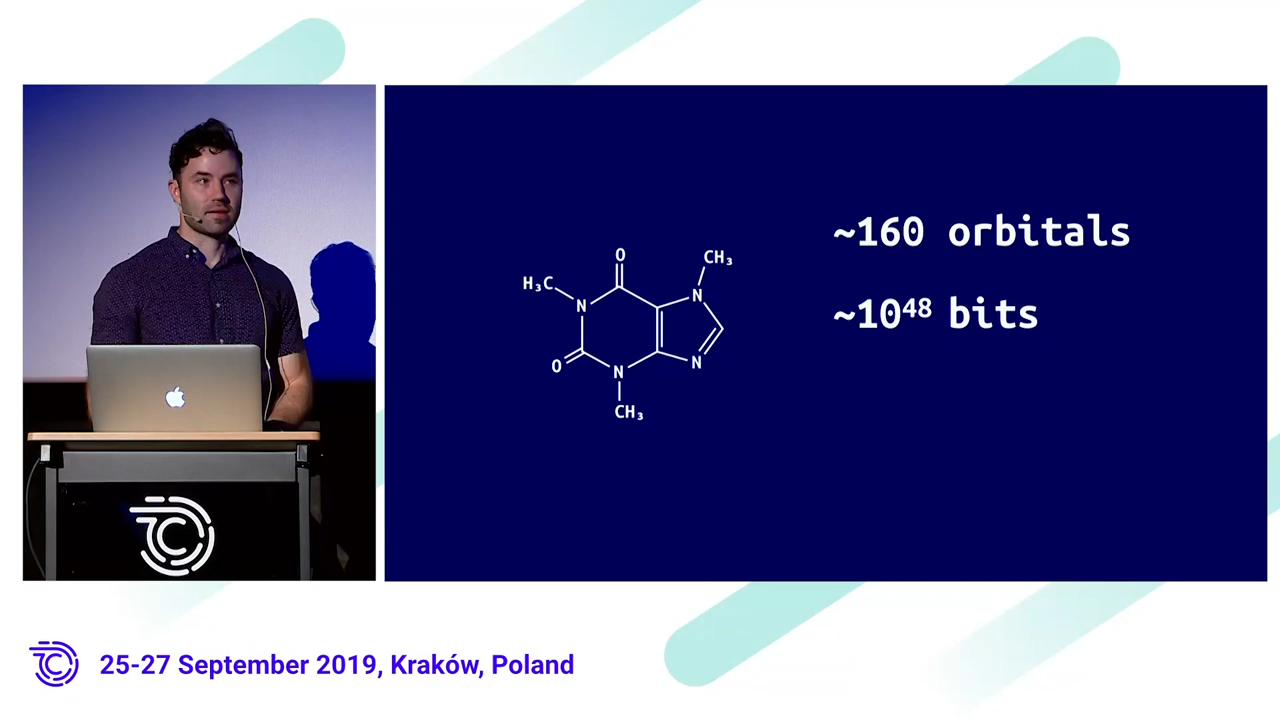 ~160 orbitals
~10⁴⁸ bits
O
CH₃
H₃C
N
N
O
N
N
CH₃
25-27 September 2019, Kraków, Poland